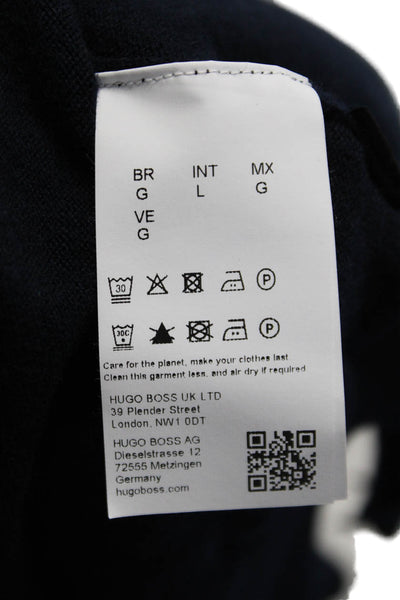 BR INT MX
G L G
VE
G
30 P
30C P
Care for the planet, make your clothes last.
Clean this garment less, and air dry if required
HUGO BOSS UK LTD
39 Plender Street
London, NW1 0DT
HUGO BOSS AG
Dieselstrasse 12
72555 Metzingen
Germany
hugoboss.com